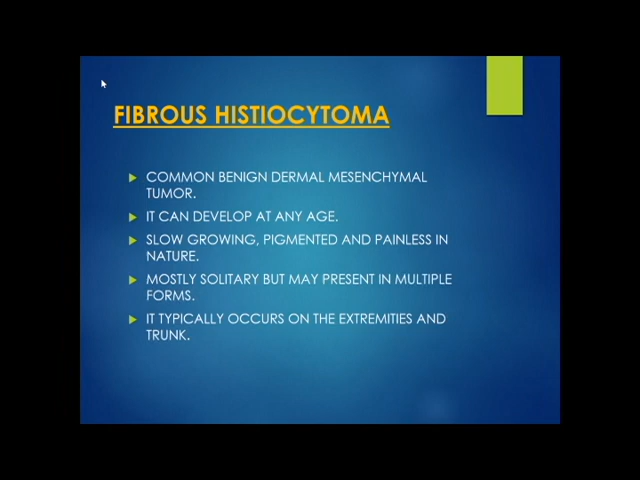 FIBROUS HISTIOCYTOMA
COMMON BENIGN DERMAL MESENCHYMAL
TUMOR.
IT CAN DEVELOP AT ANY AGE.
SLOW GROWING, PIGMENTED AND PAINLESS IN
NATURE.
MOSTLY SOLITARY BUT MAY PRESENT IN MULTIPLE
FORMS.
IT TYPICALLY OCCURS ON THE EXTREMITIES AND
TRUNK.